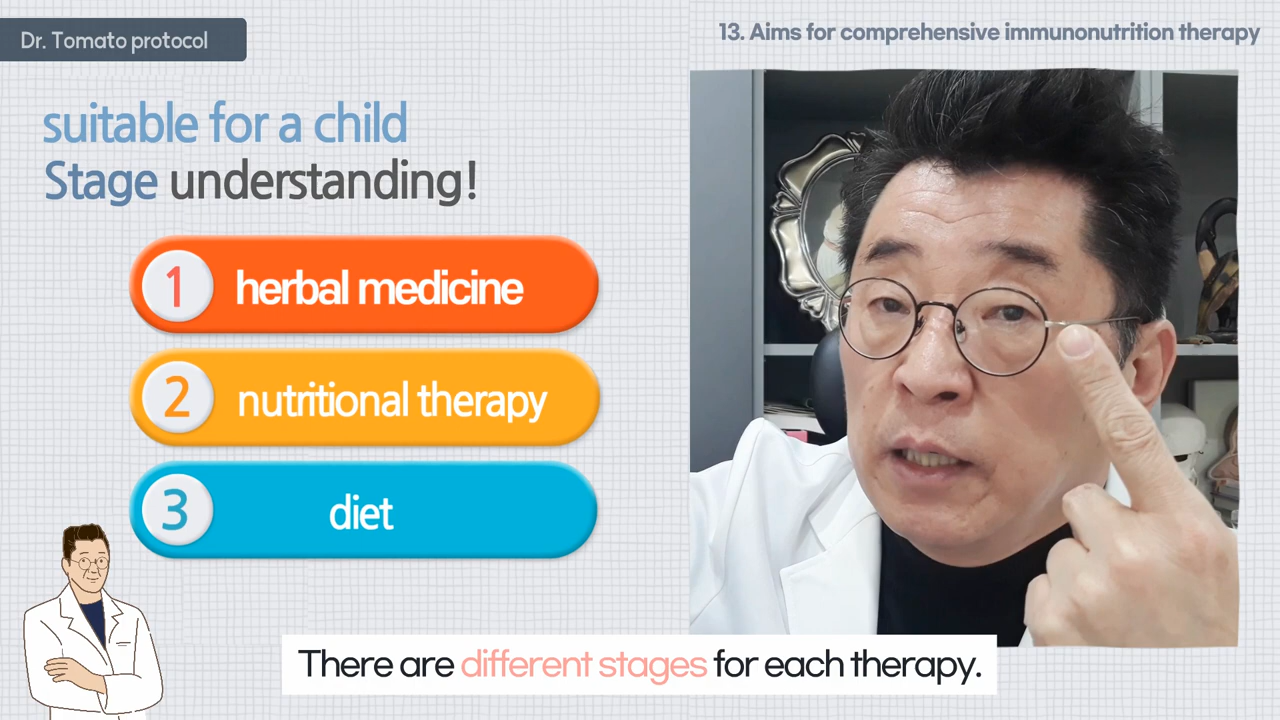 Dr. Tomato protocol
13. Aims for comprehensive immunonutrition therapy
suitable for a child
Stage understanding!
1 herbal medicine
2 nutritional therapy
3 diet
There are different stages for each therapy.